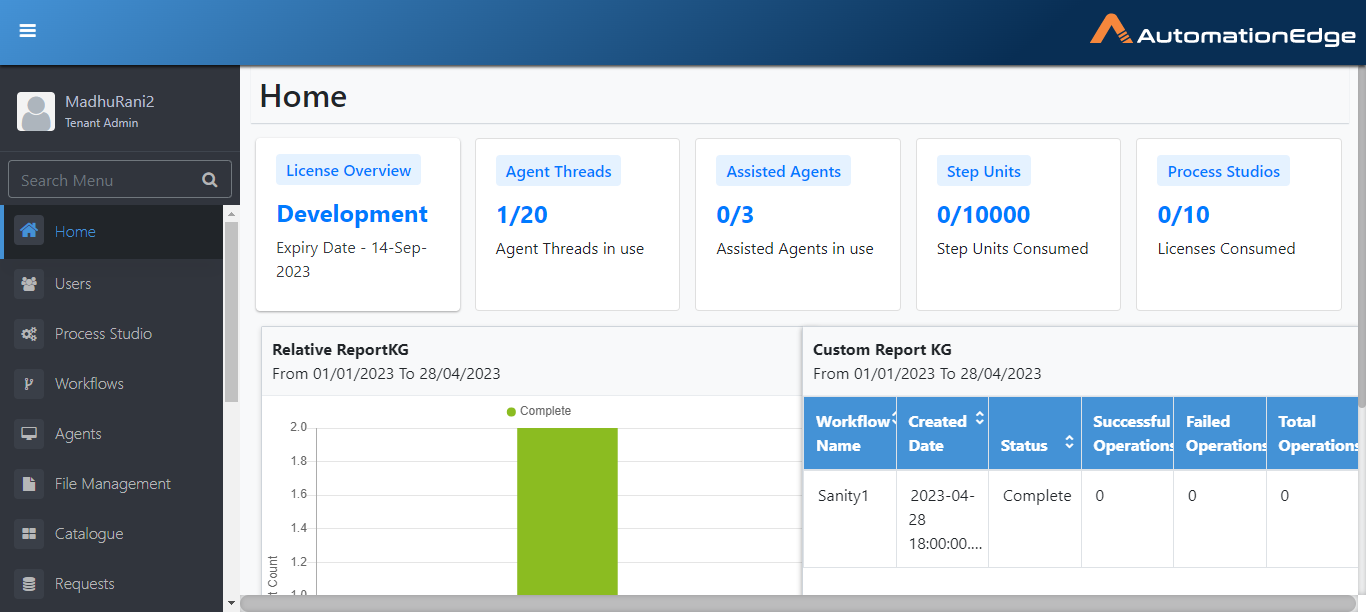 AutomationEdge
MadhuRani2
Tenant Admin
Search Menu
Home
Users
Process Studio
Workflows
Agents
File Management
Catalogue
Requests
Home
License Overview
Development
Expiry Date - 14-Sep-
2023
Agent Threads
1/20
Agent Threads in use
Assisted Agents
0/3
Assisted Agents in use
Step Units
0/10000
Step Units Consumed
Process Studios
0/10
Licenses Consumed
Relative ReportKG
From 01/01/2023 To 28/04/2023
Complete
2.0
1.8
1.6
1.4
1.2
1.0
t Count
Custom Report KG
From 01/01/2023 To 28/04/2023
Workflow
Name
Created
Date
Status
Successful
Operations
Failed
Operations
Total
Operations
Sanity1
2023-04-
28
18:00:00....
Complete
0
0
0